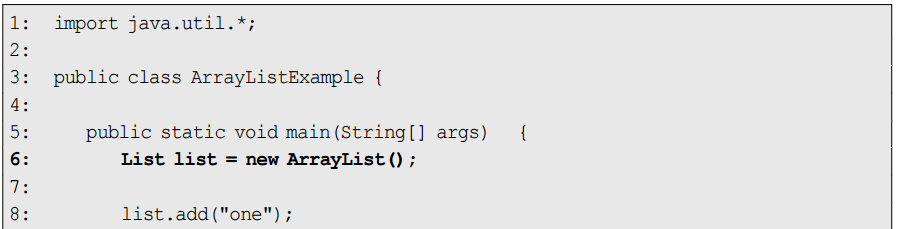 1: import java.util.*;
2:
3: public class ArrayListExample {
4:
5: public static void main(String[] args) {
6: List list = new ArrayList();
7:
8: list.add("one");